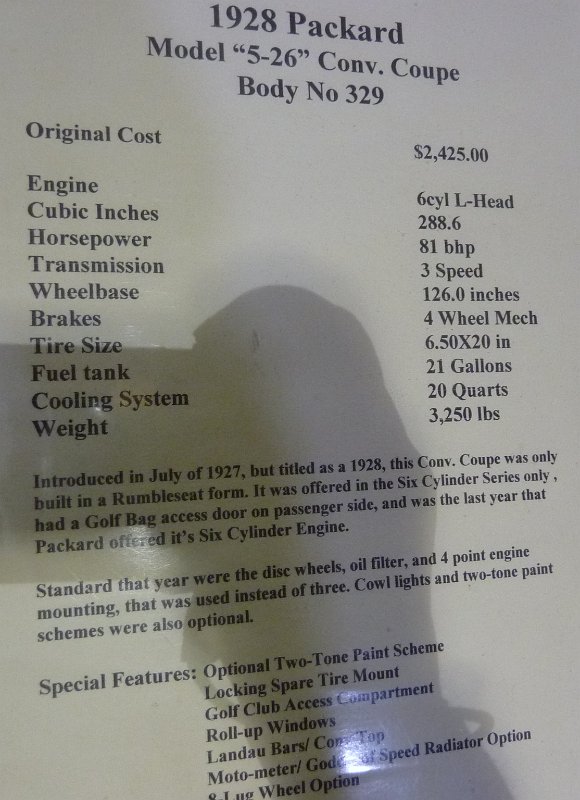 1928 Packard
Model “5-26” Conv. Coupe
Body No 329
Original Cost $2,425.00
Engine 6cyl L-Head
Cubic Inches 288.6
Horsepower 81 bhp
Transmission 3 Speed
Wheelbase 126.0 inches
Brakes 4 Wheel Mech
Tire Size 6.50X20 in
Fuel tank 21 Gallons
Cooling System 20 Quarts
Weight 3,250 lbs
Introduced in July of 1927, but titled as a 1928, this Conv. Coupe was only
built in a Rumbleseat form. It was offered in the Six Cylinder Series only ,
had a Golf Bag access door on passenger side, and was the last year that
Packard offered it's Six Cylinder Engine.
Standard that year were the disc wheels, oil filter, and 4 point engine
mounting, that was used instead of three. Cowl lights and two-tone paint
schemes were also optional.
Special Features: Optional Two-Tone Paint Scheme
Locking Spare Tire Mount
Golf Club Access Compartment
Roll-up Windows
Landau Bars/ Top
Moto-meter/ of Speed Radiator Option
8-Lug Wheel Option